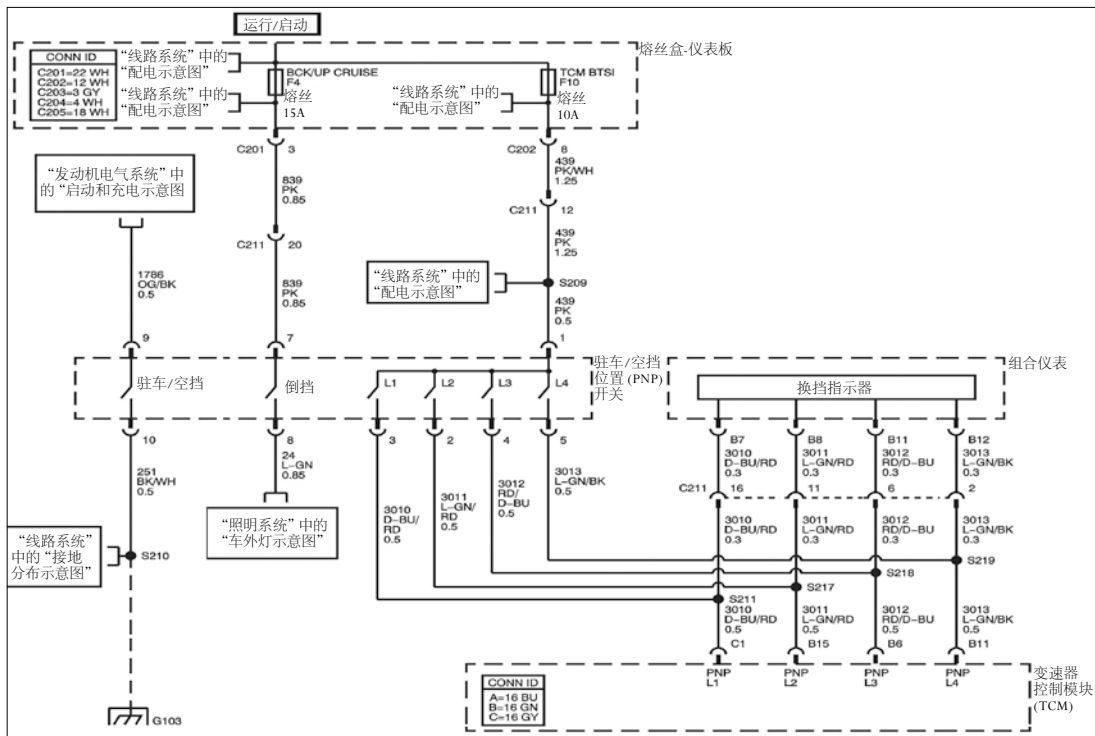 运行/启动
熔丝盒-仪表板
CONN ID
C201=22 WH
C202=12 WH
C203=3 GY
C204=4 WH
C205=18 WH
“线路系统”中的
“配电示意图”
BCK/UP CRUISE
F4
熔丝
15A
“线路系统”中的
“配电示意图”
“线路系统”中的
“配电示意图”
TCM BTSI
F10
熔丝
10A
C201 3
C202 8
“发动机电气系统”中
的“启动和充电示意图
839
PK
0.85
439
PK/WH
1.25
C211 12
C211 20
439
PK
1.25
1786
OG/BK
0.5
839
PK
0.85
“线路系统”中的
“配电示意图”
S209
439
PK
0.5
9
7
1
驻车/空挡
倒挡
L1
L2
L3
L4
驻车/空挡
位置(PNP)
开关
组合仪表
换挡指示器
10
8
3
2
4
5
B7
B8
B11
B12
251
BK/WH
0.5
24
L-GN
0.85
3010
D-BU/
RD
0.5
3011
L-GN/
RD
0.5
3012
RD/
D-BU
0.5
3013
L-GN/BK
0.5
3010
D-BU/RD
0.3
3011
L-GN/RD
0.3
3012
RD/D-BU
0.3
3013
L-GN/BK
0.3
C211 16
11
6
2
3010
D-BU/RD
0.3
3011
L-GN/RD
0.3
3012
RD/D-BU
0.3
3013
L-GN/BK
0.3
“照明系统”中的
“车外灯示意图”
“线路系统”
中的“接地
分布示意图”
S210
S219
S218
S217
S211
3010
D-BU/RD
0.5
3011
L-GN/RD
0.5
3012
RD/D-BU
0.5
3013
L-GN/BK
0.5
C1
B15
B6
B11
PNP
L1
PNP
L2
PNP
L3
PNP
L4
CONN ID
A=16 BU
B=16 GN
C=16 GY
变速器
控制模块
(TCM)
G103